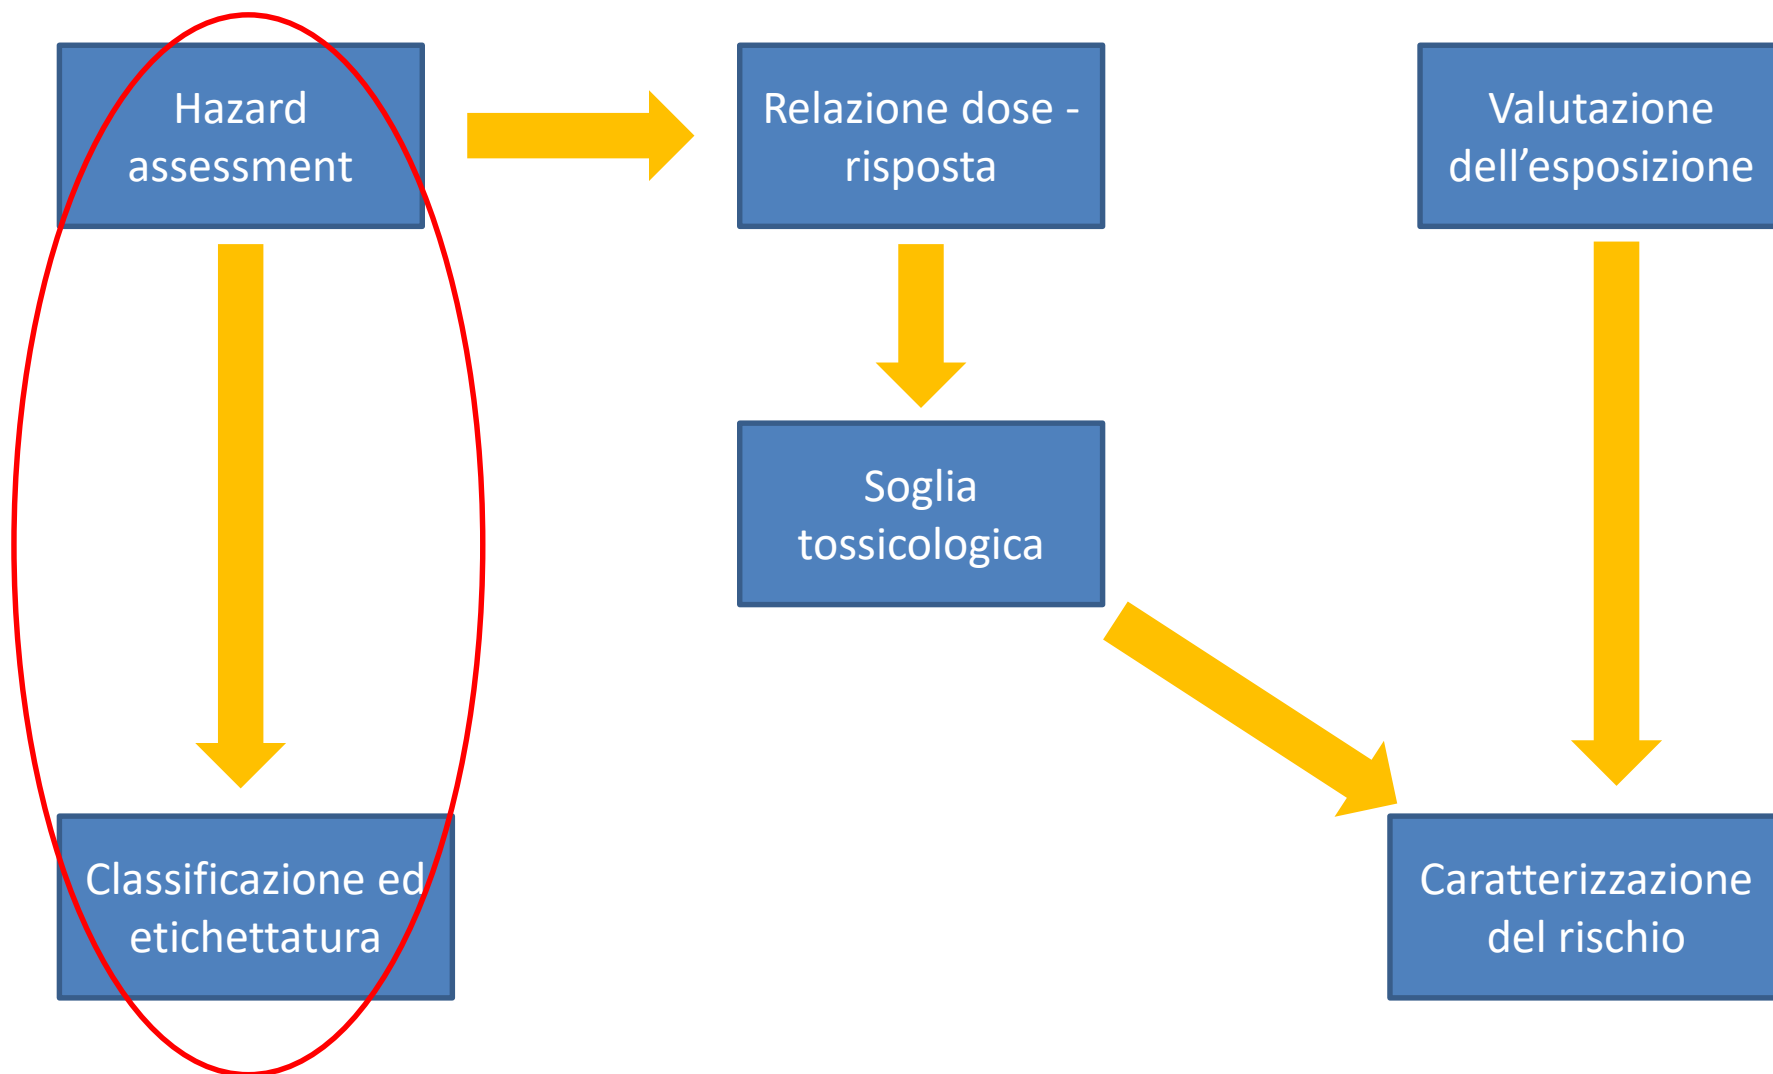 Hazard
assessment
Relazione dose -
risposta
Valutazione
dell’esposizione
Soglia
tossicologica
Classificazione ed
etichettatura
Caratterizzazione
del rischio